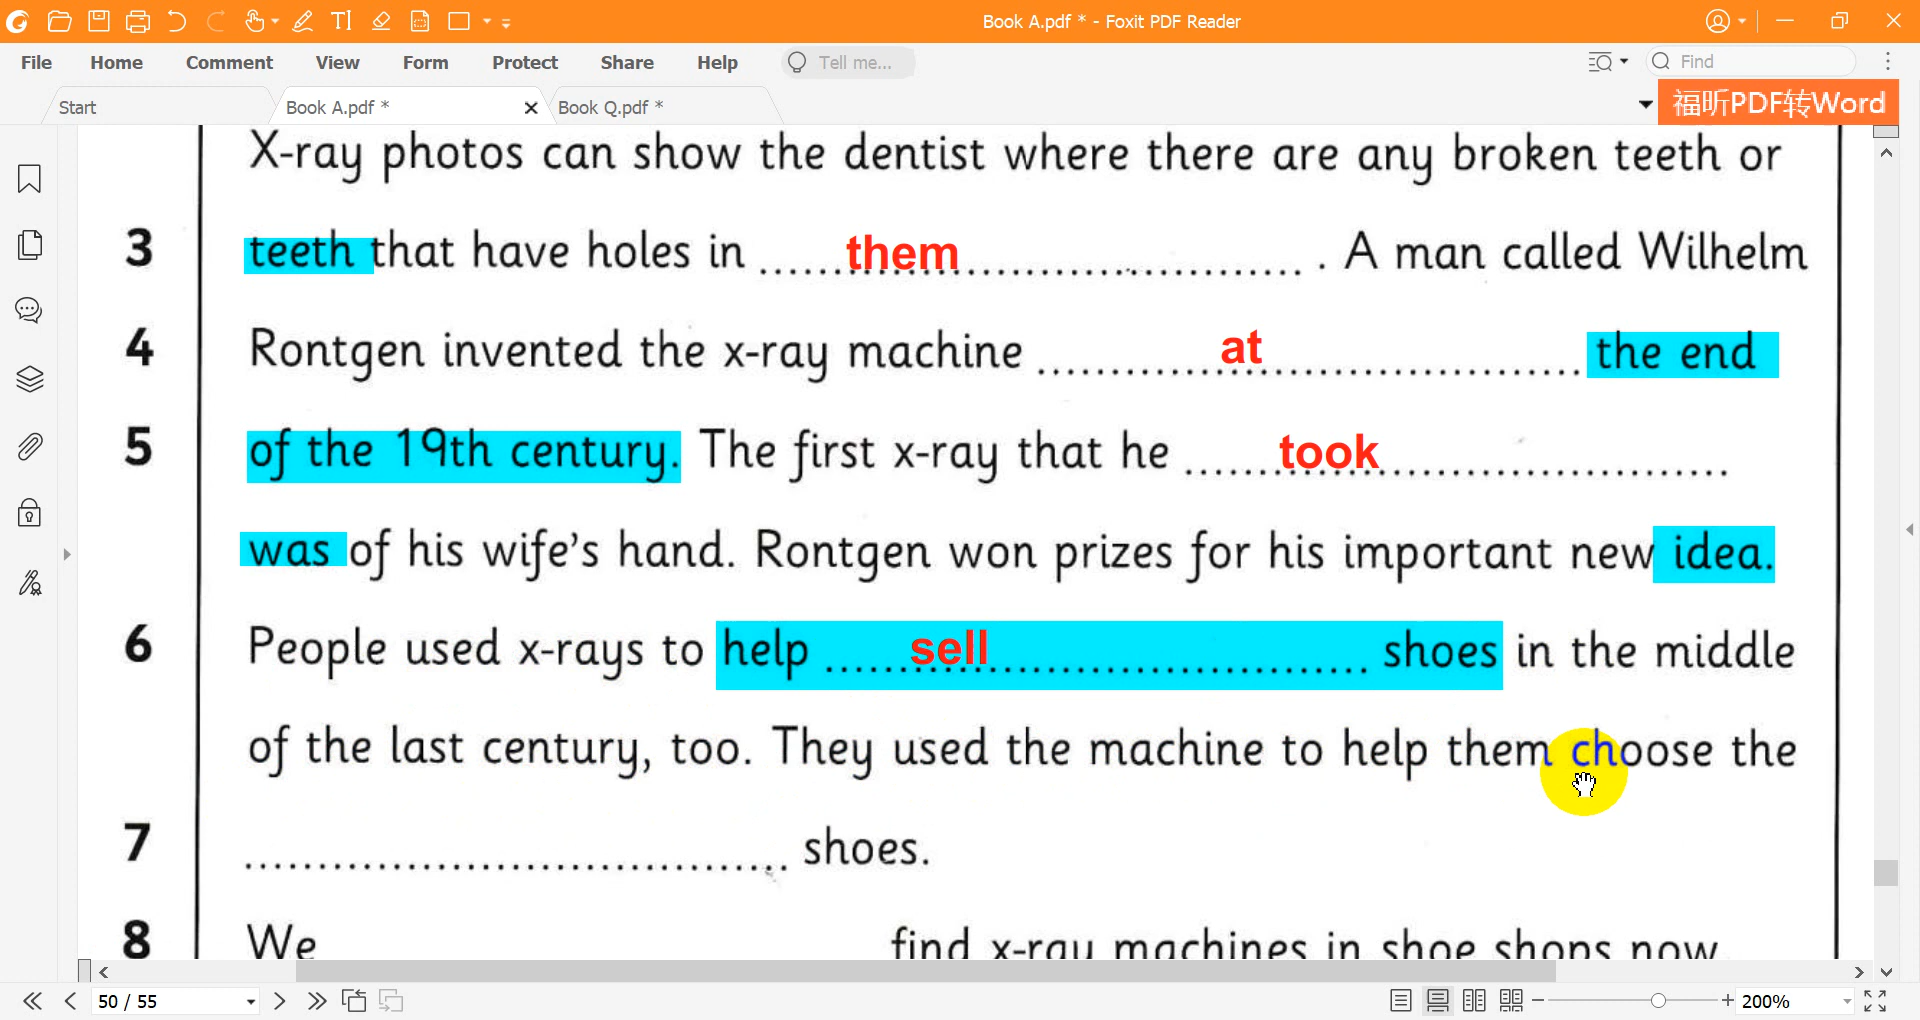 Book A.pdf * - Foxit PDF Reader
File Home Comment View Form Protect Share Help Tell me... Find
Start Book A.pdf * Book Q.pdf * 福昕PDF转Word
X-ray photos can show the dentist where there are any broken teeth or
3 teeth that have holes in ......them...... . A man called Wilhelm
4 Rontgen invented the x-ray machine ......at...... the end
5 of the 19th century. The first x-ray that he ......took......
was of his wife's hand. Rontgen won prizes for his important new idea.
6 People used x-rays to help ......sell...... shoes in the middle
of the last century, too. They used the machine to help them choose the
7 ............ shoes.
8 We find x-ray machines in shoe shops now
50 / 55 200%